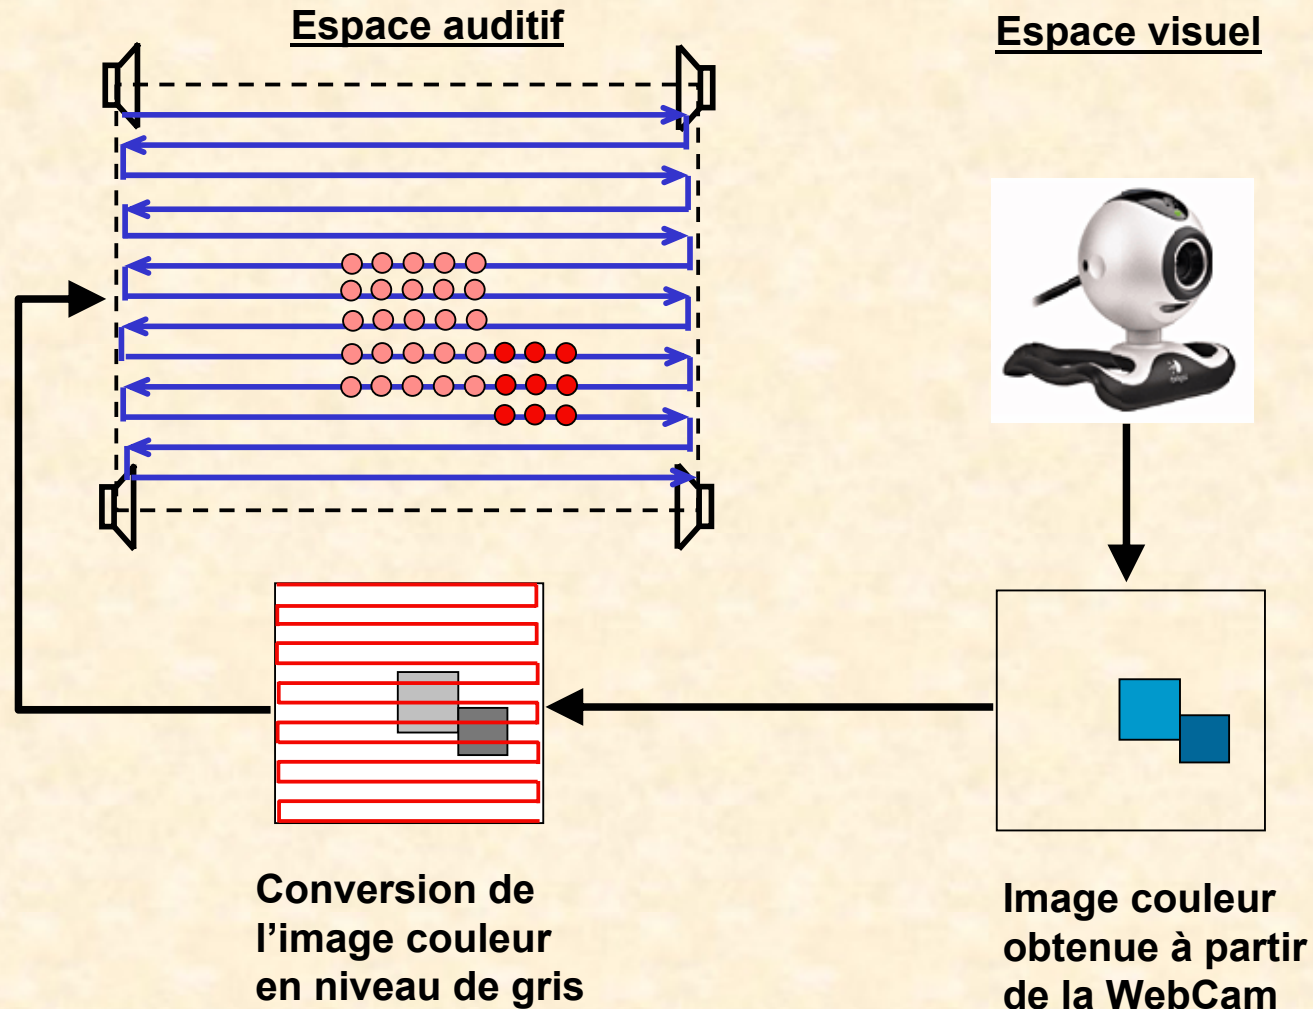 Espace auditif
Espace visuel
Conversion de
l'image couleur
en niveau de gris
Image couleur
obtenue à partir
de la WebCam